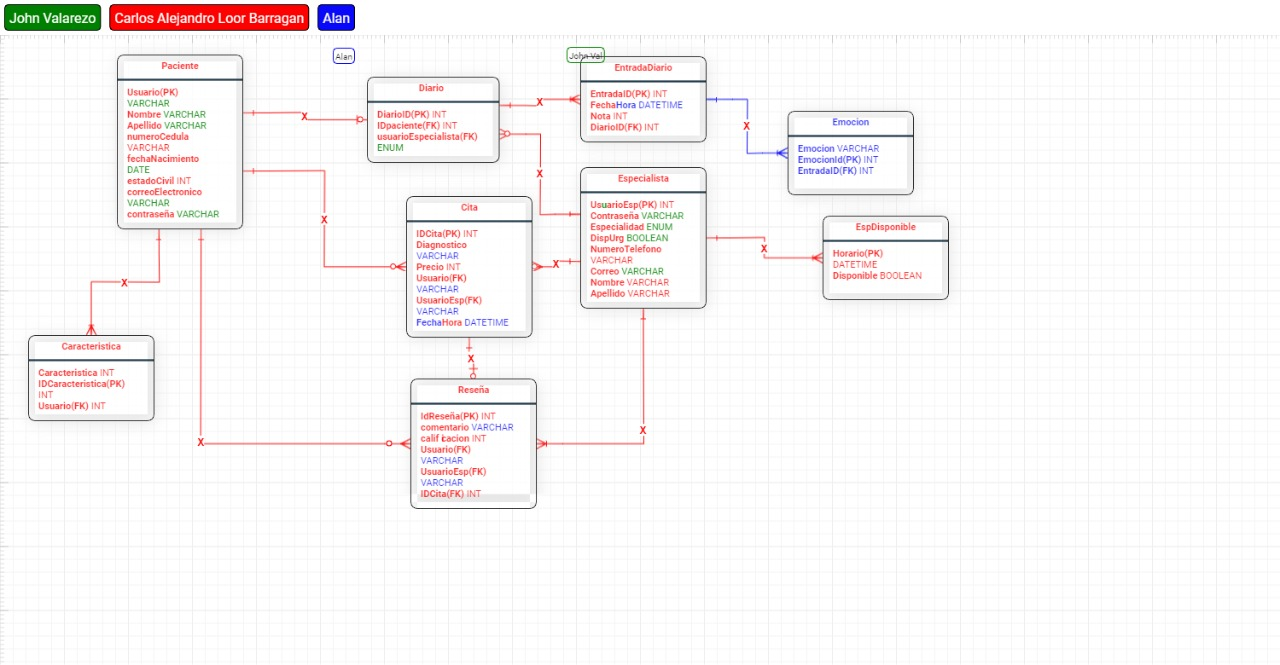 John Valarezo
Carlos Alejandro Loor Barragan
Alan
Alan
John Val
Paciente
Usuario(PK)
VARCHAR
Nombre VARCHAR
Apellido VARCHAR
numeroCedula
VARCHAR
fechaNacimiento
DATE
estadoCivil INT
correoElectronico
VARCHAR
contraseña VARCHAR
Diario
DiarioID(PK) INT
IDpaciente(FK) INT
usuarioEspecialista(FK)
ENUM
EntradaDiario
EntradaID(PK) INT
FechaHora DATETIME
Nota INT
DiarioID(FK) INT
Emocion
Emocion VARCHAR
EmocionId(PK) INT
EntradaID(FK) INT
Cita
IDCita(PK) INT
Diagnostico
VARCHAR
Precio INT
Usuario(FK)
VARCHAR
UsuarioEsp(FK)
VARCHAR
FechaHora DATETIME
Especialista
UsuarioEsp(PK) INT
Contraseña VARCHAR
Especialidad ENUM
DispUrg BOOLEAN
NumeroTelefono
VARCHAR
Correo VARCHAR
Nombre VARCHAR
Apellido VARCHAR
EspDisponible
Horario(PK)
DATETIME
Disponible BOOLEAN
Caracteristica
Caracteristica INT
IDCaracteristica(PK)
INT
Usuario(FK) INT
Reseña
IdReseña(PK) INT
comentario VARCHAR
calificacion INT
Usuario(FK)
VARCHAR
UsuarioEsp(FK)
VARCHAR
IDCita(FK) INT
X
X
X
X
X
X
X
X
X
X
X